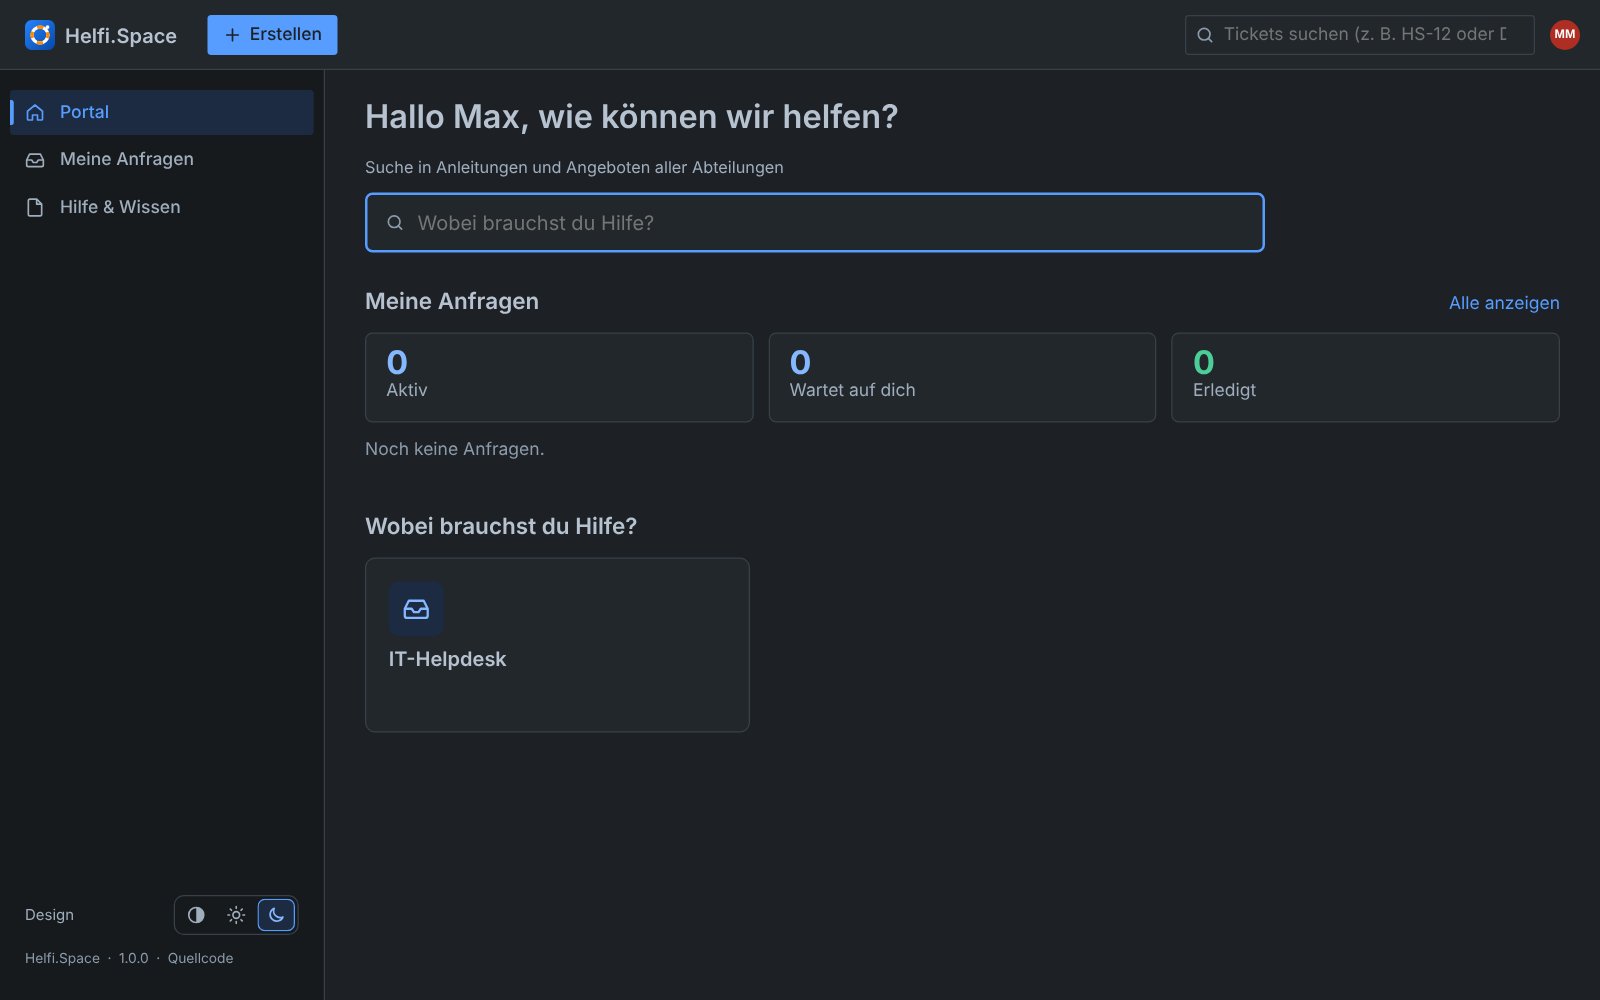 Helfi.Space
Erstellen
Tickets suchen (z. B. HS-12 oder
MM
Portal
Meine Anfragen
Hilfe & Wissen
Hallo Max, wie können wir helfen?
Suche in Anleitungen und Angeboten aller Abteilungen
Wobei brauchst du Hilfe?
Meine Anfragen
Alle anzeigen
0
Aktiv
0
Wartet auf dich
0
Erledigt
Noch keine Anfragen.
Wobei brauchst du Hilfe?
IT-Helpdesk
Design
Helfi.Space · 1.0.0 · Quellcode